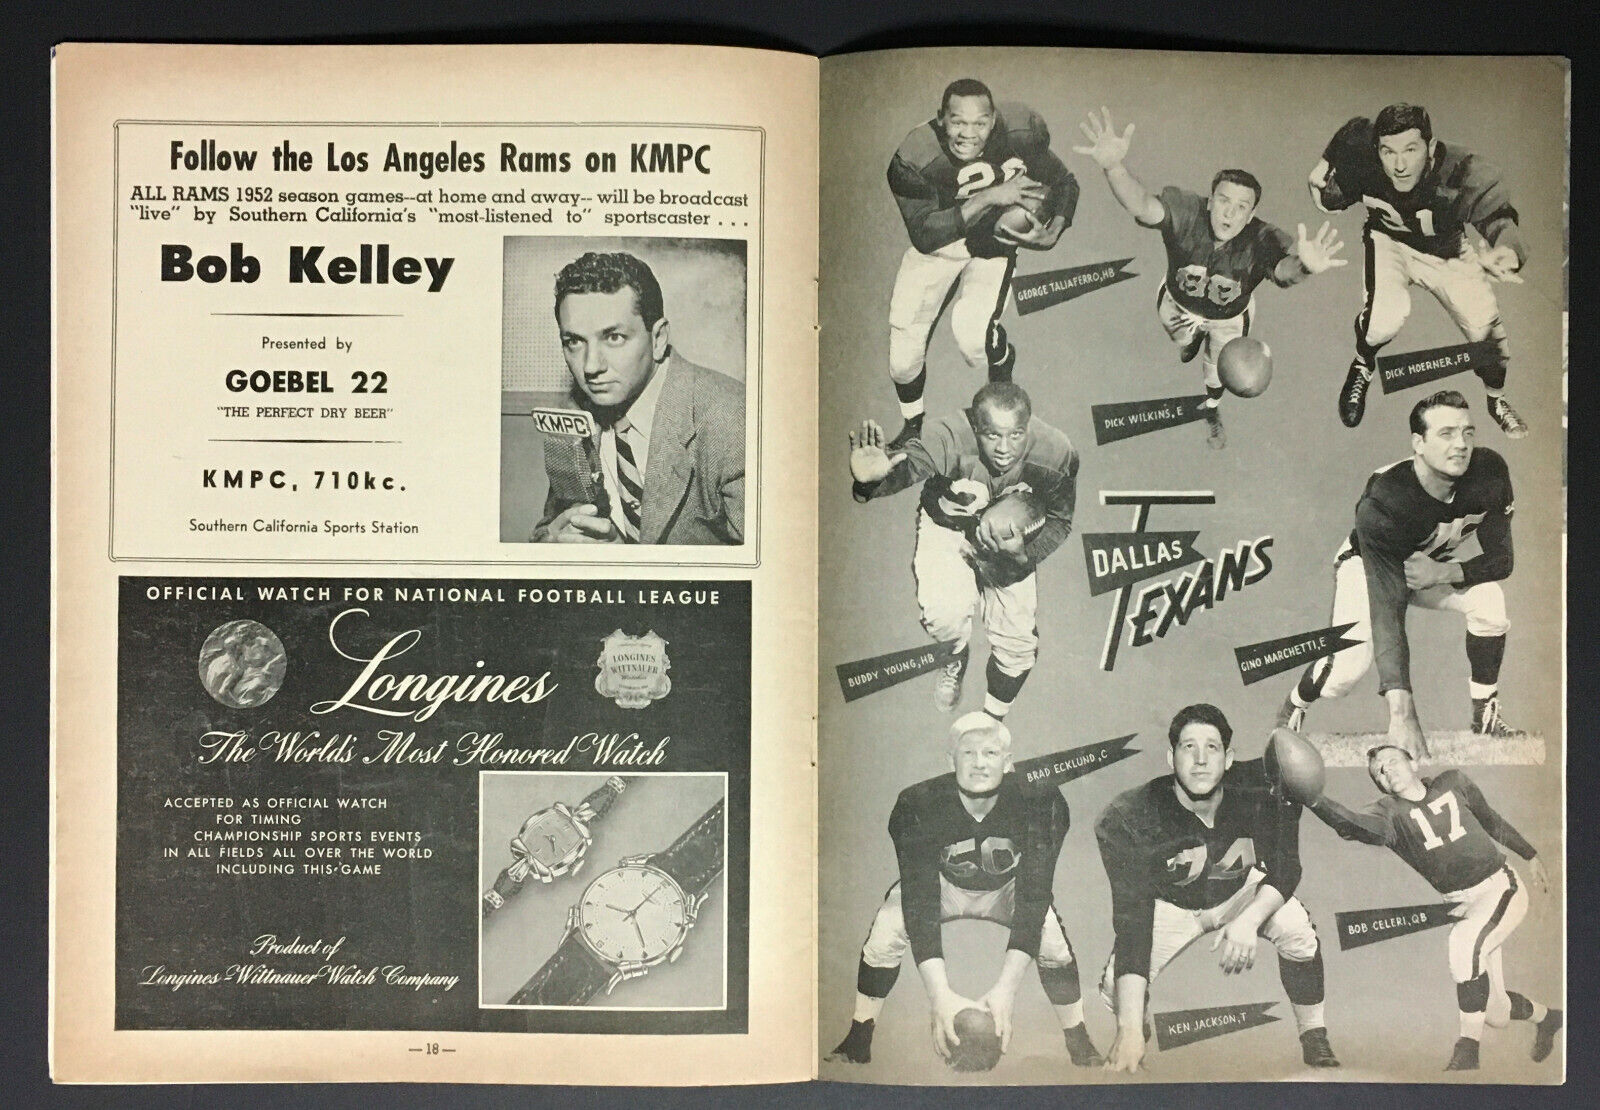 Follow the Los Angeles Rams on KMPC
ALL RAMS 1952 season games--at home and away--will be broadcast
"live" by Southern California's "most-listened to" sportscaster . . .
Bob Kelley
Presented by
GOEBEL 22
"THE PERFECT DRY BEER"
KMPC, 710kc.
Southern California Sports Station
KMPC
OFFICIAL WATCH FOR NATIONAL FOOTBALL LEAGUE
Longines
LONGINES
WITTNAUER
Watches
The World's Most Honored Watch
ACCEPTED AS OFFICIAL WATCH
FOR TIMING
CHAMPIONSHIP SPORTS EVENTS
IN ALL FIELDS ALL OVER THE WORLD
INCLUDING THIS GAME
Product of
Longines-Wittnauer Watch Company
—18—
GEORGE TALIAFERRO,HB
88
DICK WILKINS, E
31
DICK HOERNER,FB
BUDDY YOUNG,HB
DALLAS
TEXANS
GINO MARCHETTI,E
BRAD ECKLUND,C
50
74
KEN JACKSON,T
17
BOB CELERI,QB